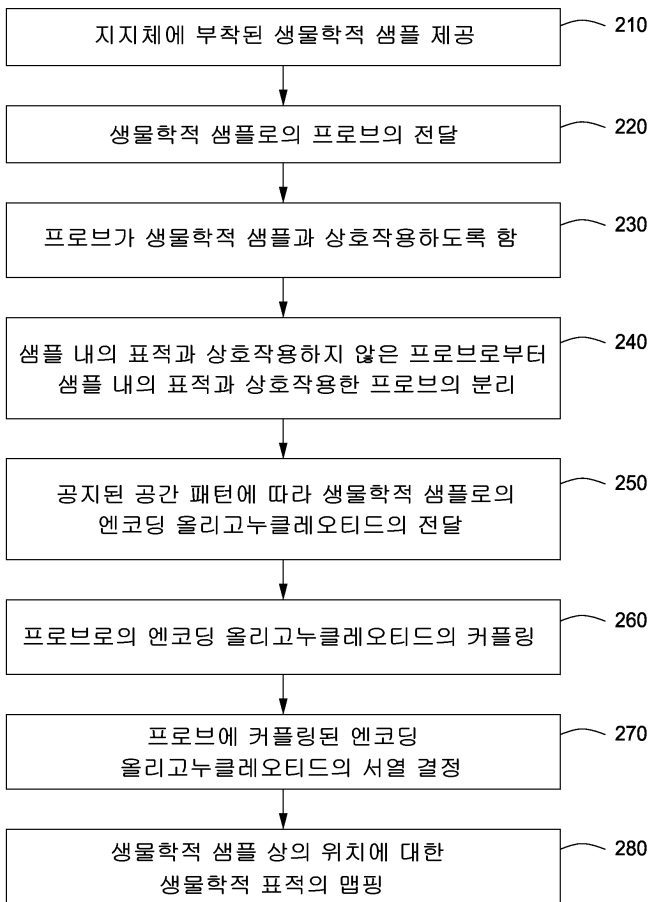 지지체에 부착된 생물학적 샘플 제공
210
생물학적 샘플로의 프로브의 전달
220
프로브가 생물학적 샘플과 상호작용하도록 함
230
샘플 내의 표적과 상호작용하지 않은 프로브로부터
샘플 내의 표적과 상호작용한 프로브의 분리
240
공지된 공간 패턴에 따라 생물학적 샘플로의
엔코딩 올리고누클레오티드의 전달
250
프로브로의 엔코딩 올리고누클레오티드의 커플링
260
프로브에 커플링된 엔코딩
올리고누클레오티드의 서열 결정
270
생물학적 샘플 상의 위치에 대한
생물학적 표적의 맵핑
280